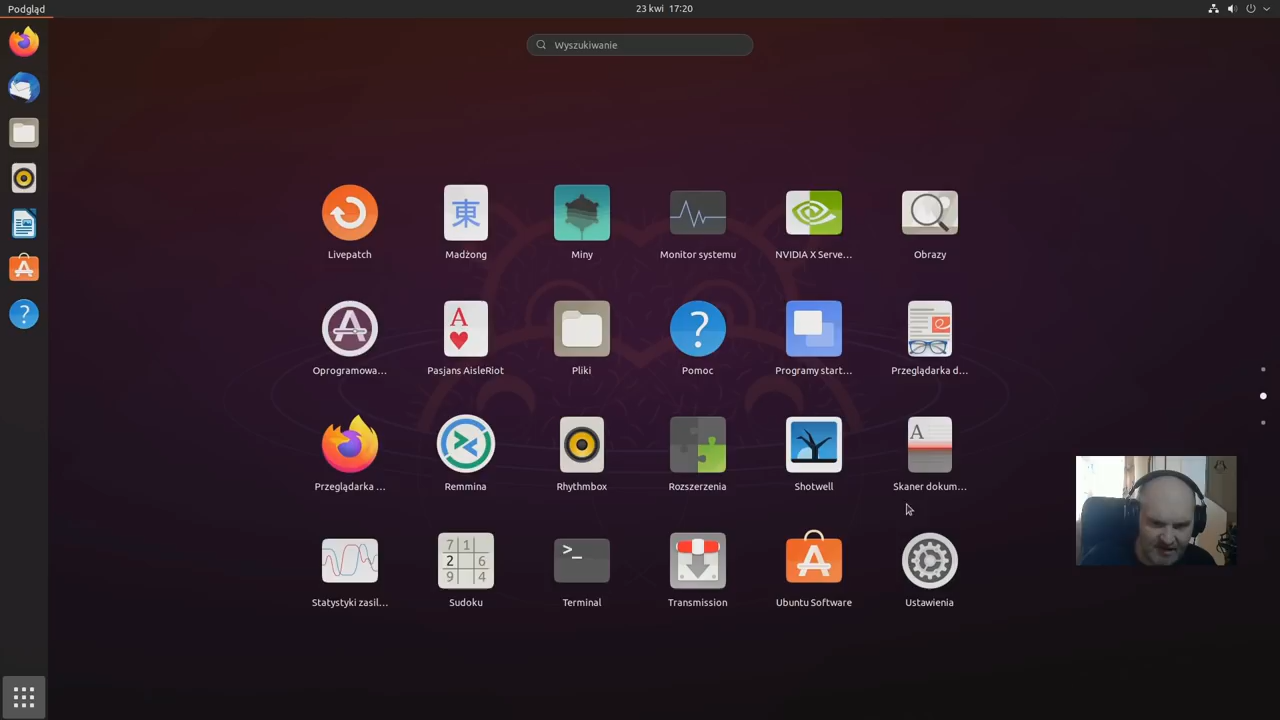 Podgląd
23 kwi 17:20
Wyszukiwanie
Livepatch
Madżong
Miny
Monitor systemu
NVIDIA X Serve...
Obrazy
Oprogramowa...
Pasjans AisleRiot
Pliki
Pomoc
Programy start...
Przeglądarka d...
Przeglądarka ...
Remmina
Rhythmbox
Rozszerzenia
Shotwell
Skaner dokum...
Statystyki zasil...
Sudoku
Terminal
Transmission
Ubuntu Software
Ustawienia